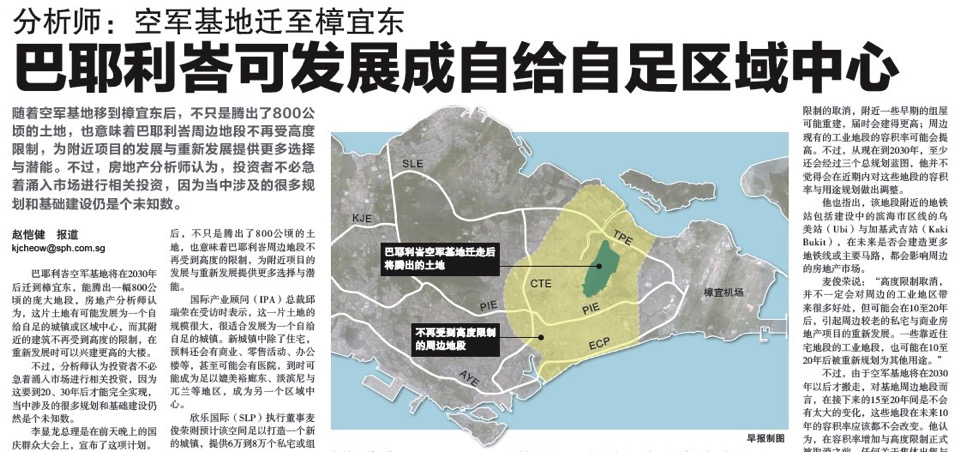 分析师：空军基地迁至樟宜东
巴耶利峇可发展成自给自足区域中心
随着空军基地移到樟宜东后，不只是腾出了800公
顷的土地，也意味着巴耶利峇周边地段不再受高度
限制，为附近项目的发展与重新发展提供更多选择
与潜能。不过，房地产分析师认为，投资者不必急
着涌入市场进行相关投资，因为当中涉及的很多规
划和基础建设仍是个未知数。
赵恺健　报道
kjcheow@sph.com.sg
巴耶利峇空军基地将在2030年
后迁到樟宜东，能腾出一幅800公
顷的庞大地段，房地产分析师认
为，这片土地有可能发展为一个自
给自足的城镇或区域中心，而其附
近的建筑不再受到高度的限制，在
重新发展时可以兴建更高的大楼。
不过，分析师认为投资者不必急
着涌入市场进行相关投资，因为
这要到20、30年后才能完全实现，
当中涉及的很多规划和基础建设仍
然是个未知数。
李显龙总理是在前天晚上的国
庆群众大会上，宣布了这项计划。
后，不只是腾出了800公顷的土
地，也意味着巴耶利峇周边地段不
再受到高度的限制，为附近项目的
发展与重新发展提供更多选择与潜
能。
国际产业顾问（IPA）总裁邱
瑞荣在受访时表示，这一片土地的
规模很大，很适合发展为一个自给
自足的城镇。新城镇中除了住宅，
预料还会有商业、零售活动、办公
楼等，甚至可能会有医院，到时可
能成为足以媲美裕廊东、淡滨尼与
兀兰等地区，成为另一个区域中
心。
欣乐国际（SLP）执行董事麦
俊荣则预计该空间足以打造一个新
的城镇，提供6万到8万个私宅或组
SLE
KJE
TPE
巴耶利峇空军基地迁走后
将腾出的土地
CTE
PIE
PIE
樟宜机场
不再受到高度限制
的周边地段
ECP
AYE
早报制图
限制的取消，附近一些早期的组屋
可能重建，届时会建得更高；周边
现有的工业地段的容积率可能会提
高。不过，从现在到2030年，至少
还会经过三个总规划蓝图，他并不
觉得会在近期内对这些地段的容积
率与用途规划做出调整。
他也指出，该地段附近的地铁
站包括建设中的滨海市区线的乌
美站（Ubi）与加基武吉站（Kaki
Bukit），在未来是否会建造更多
地铁线或主要马路，都会影响周边
的房地产市场。
麦俊荣说：“高度限制取消，
并不一定会对周边的工业地区带
来很多好处，但可能会在10至20年
后，引起周边较老的私宅与商业房
地产项目的重新发展。一些靠近住
宅地段的工业地段，也可能在10至
20年后被重新规划为其他用途。”
不过，由于空军基地将在2030
年以后才搬走，对基地周边地段而
言，在接下来的15至20年间是不会
有太大的变化，这些地段在未来10
年的容积率应该都不会改变。他认
为，在容积率增加与高度限制正式